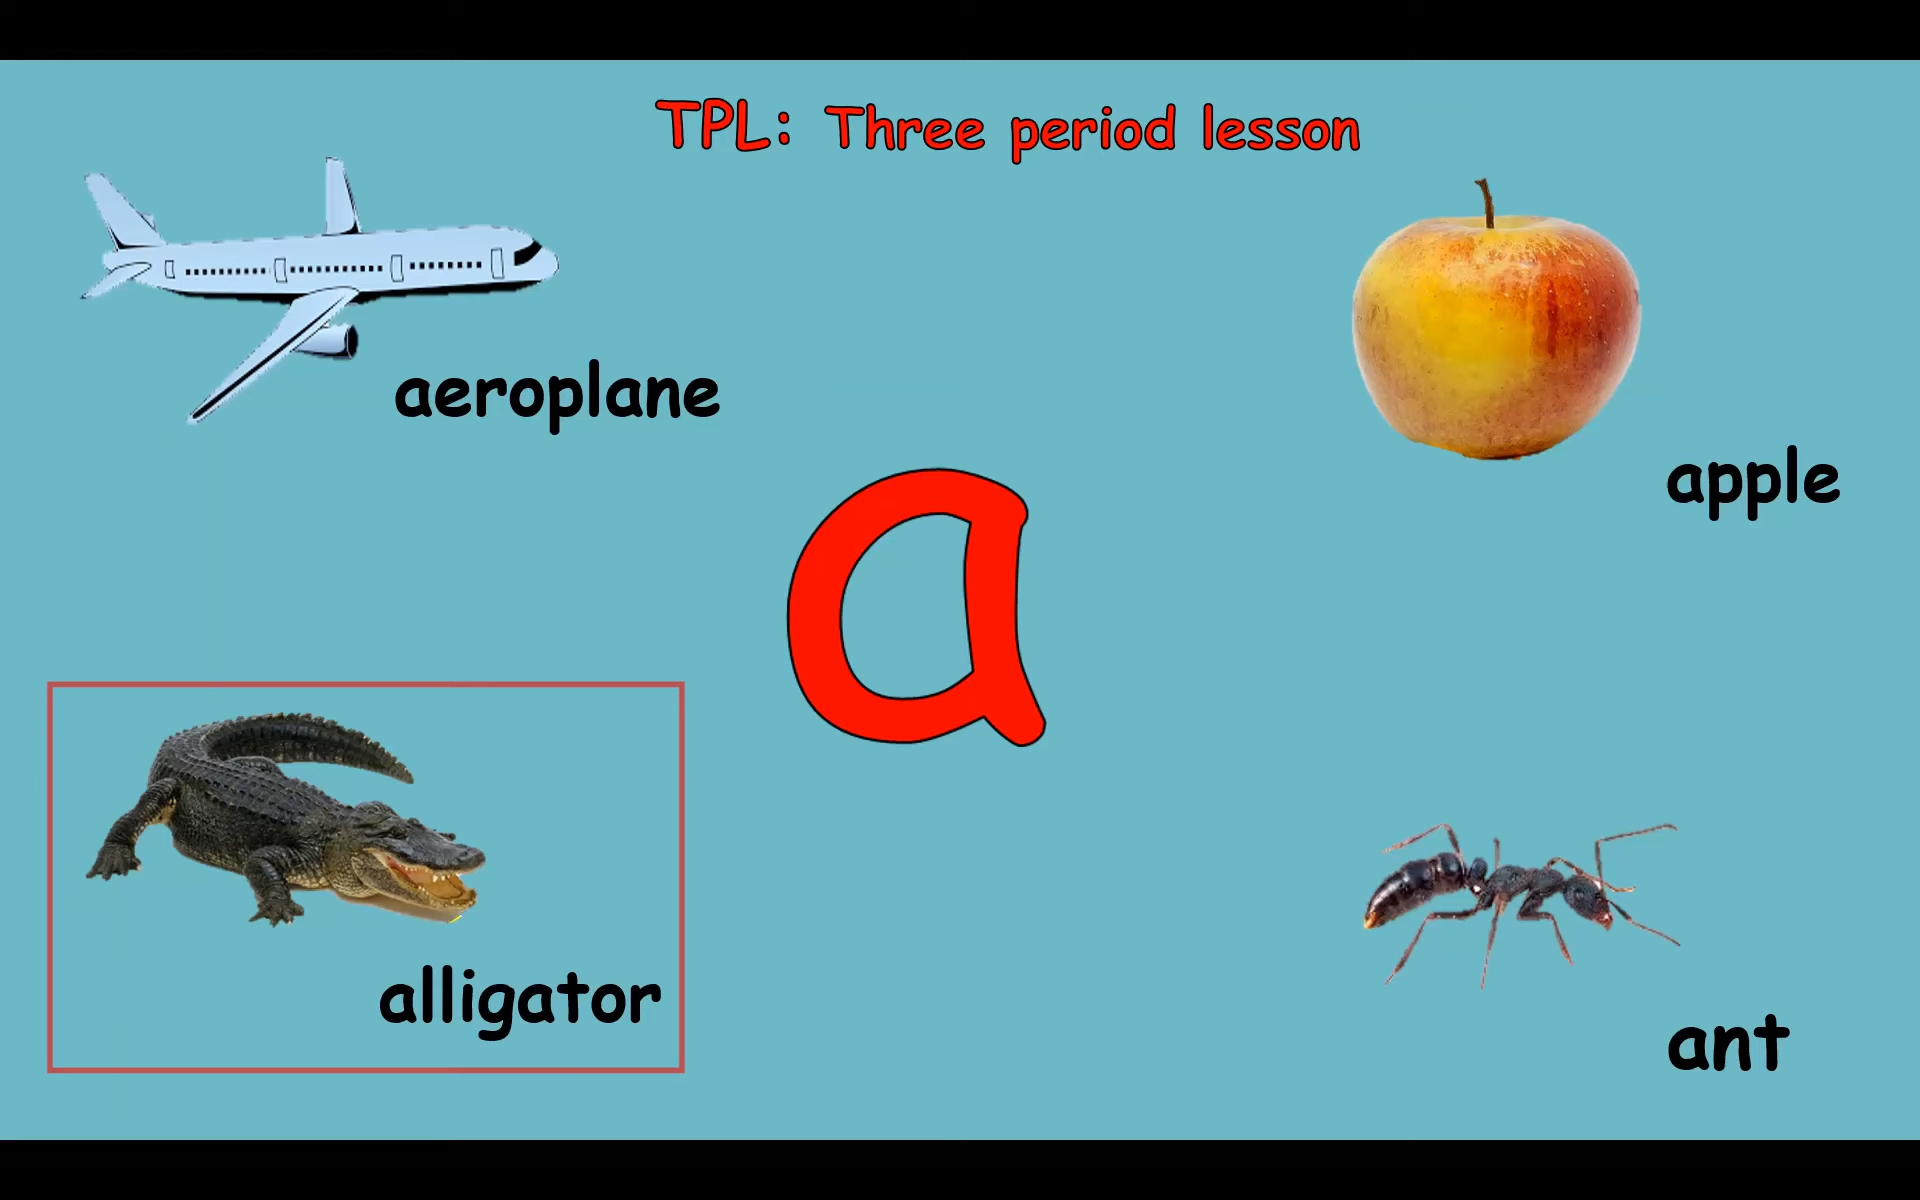 TPL: Three period lesson
aeroplane
apple
a
alligator
ant